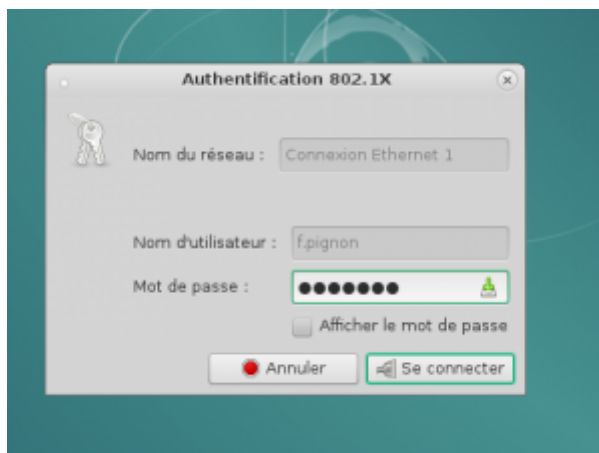 Authentification 802.1X
Nom du réseau : Connexion Ethernet 1
Nom d'utilisateur : f.pignon
Mot de passe : ●●●●●●●
Afficher le mot de passe
Annuler Se connecter